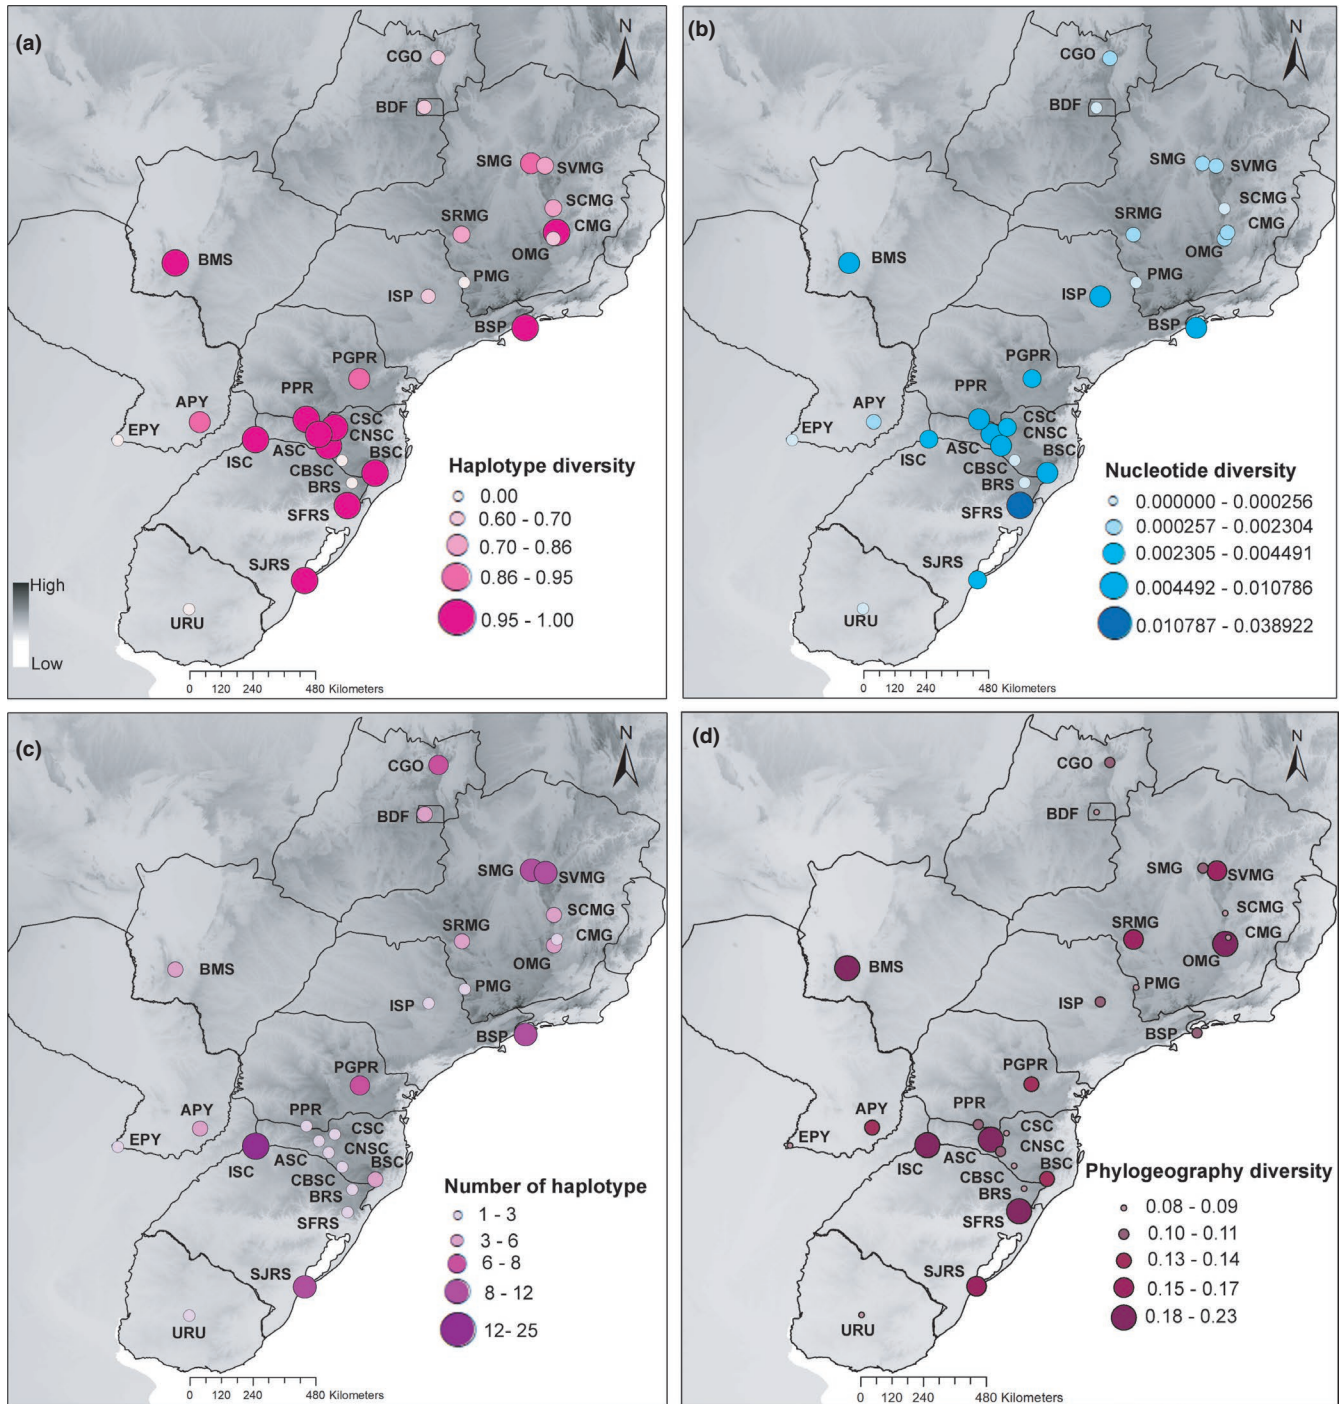 (a)
N
CGO
BDF
SMG
SVMG
SCMG
SRMG
CMG
OMG
BMS
PMG
ISP
BSP
PGPR
PPR
APY
CSC
EPY
CNSC
ISC
ASC
BSC
CBSC
BRS
SFRS
SJRS
URU
Haplotype diversity
0.00
0.60 - 0.70
0.70 - 0.86
0.86 - 0.95
0.95 - 1.00
High
Low
0 120 240 480 Kilometers
(b)
N
CGO
BDF
SMG
SVMG
SCMG
SRMG
CMG
OMG
BMS
PMG
ISP
BSP
PGPR
PPR
APY
CSC
EPY
CNSC
ISC
ASC
BSC
CBSC
BRS
SFRS
SJRS
URU
Nucleotide diversity
0.000000 - 0.000256
0.000257 - 0.002304
0.002305 - 0.004491
0.004492 - 0.010786
0.010787 - 0.038922
0 120 240 480 Kilometers
(c)
N
CGO
BDF
SMG
SVMG
SCMG
SRMG
CMG
OMG
BMS
PMG
ISP
BSP
PGPR
PPR
APY
CSC
EPY
CNSC
ISC
ASC
BSC
CBSC
BRS
SFRS
SJRS
URU
Number of haplotype
1 - 3
3 - 6
6 - 8
8 - 12
12- 25
0 120 240 480 Kilometers
(d)
N
CGO
BDF
SMG
SVMG
SCMG
SRMG
CMG
OMG
BMS
PMG
ISP
BSP
PGPR
PPR
APY
CSC
EPY
CNSC
ISC
ASC
BSC
CBSC
BRS
SFRS
SJRS
URU
Phylogeography diversity
0.08 - 0.09
0.10 - 0.11
0.13 - 0.14
0.15 - 0.17
0.18 - 0.23
0 120 240 480 Kilometers